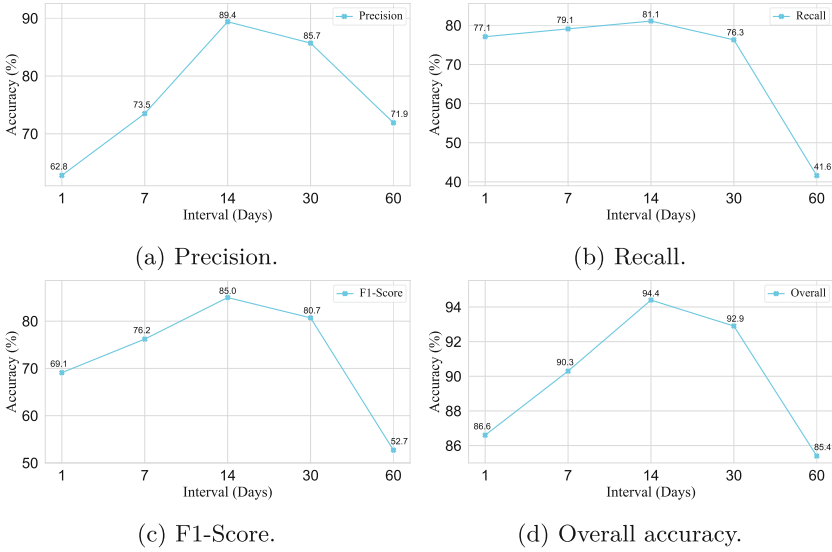 Precision
Accuracy (%)
90
80
70
62.8
73.5
89.4
85.7
71.9
1 7 14 30 60
Interval (Days)
(a) Precision.
Recall
Accuracy (%)
80
70
60
50
40
77.1
79.1
81.1
76.3
41.6
1 7 14 30 60
Interval (Days)
(b) Recall.
F1-Score
Accuracy (%)
80
70
60
50
69.1
76.2
85.0
80.7
52.7
1 7 14 30 60
Interval (Days)
(c) F1-Score.
Overall
Accuracy (%)
94
92
90
88
86
86.6
90.3
94.4
92.9
85.4
1 7 14 30 60
Interval (Days)
(d) Overall accuracy.